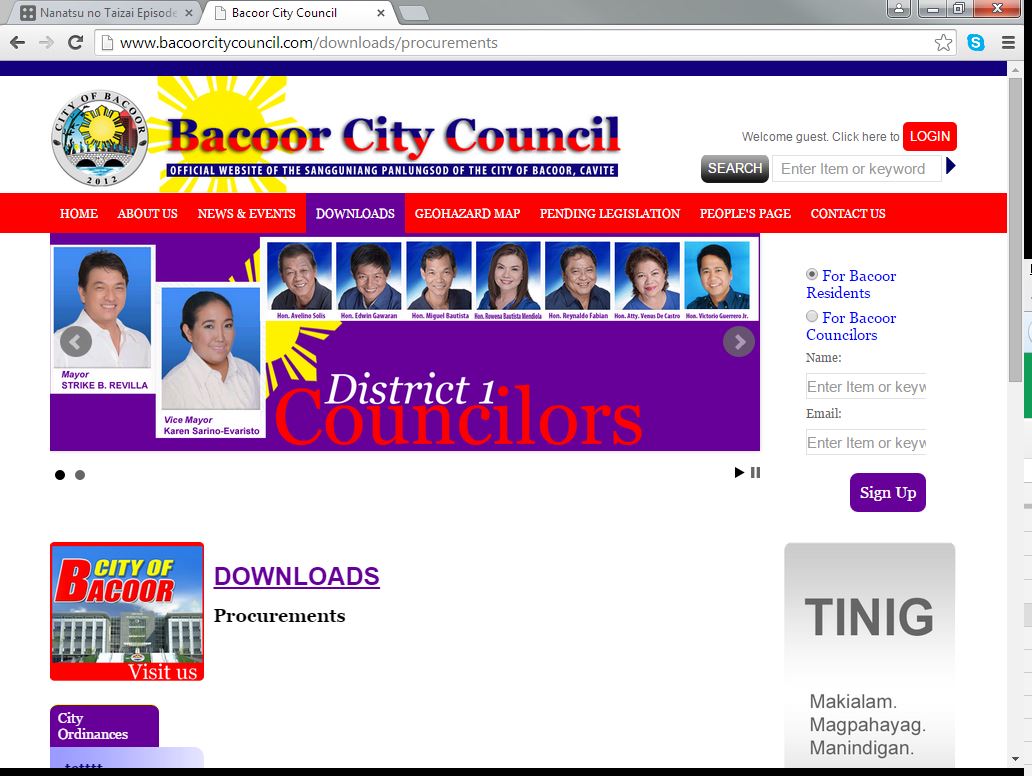 Nanatsu no Taizai Episode
Bacoor City Council
www.bacoorcitycouncil.com/downloads/procurements
CITY OF BACOOR
2012
Bacoor City Council
OFFICIAL WEBSITE OF THE SANGGUNIANG PANLUNGSOD OF THE CITY OF BACOOR, CAVITE
Welcome guest. Click here to LOGIN
SEARCH Enter Item or keyword
HOME ABOUT US NEWS & EVENTS DOWNLOADS GEOHAZARD MAP PENDING LEGISLATION PEOPLE'S PAGE CONTACT US
Hon. Avelino Solis Hon. Edwin Gawaran Hon. Miguel Bautista Hon. Rowena Bautista Mendiola Hon. Reynaldo Fabian Hon. Atty. Venus De Castro Hon. Victorio Guerrero Jr.
Mayor
STRIKE B. REVILLA
Vice Mayor
Karen Sarino-Evaristo
District 1
Councilors
For Bacoor
Residents
For Bacoor
Councilors
Name:
Enter Item or keyw
Email:
Enter Item or keyw
Sign Up
CITY OF
BACOOR
Visit us
DOWNLOADS
Procurements
City
Ordinances
TINIG
Makialam.
Magpahayag.
Manindigan.